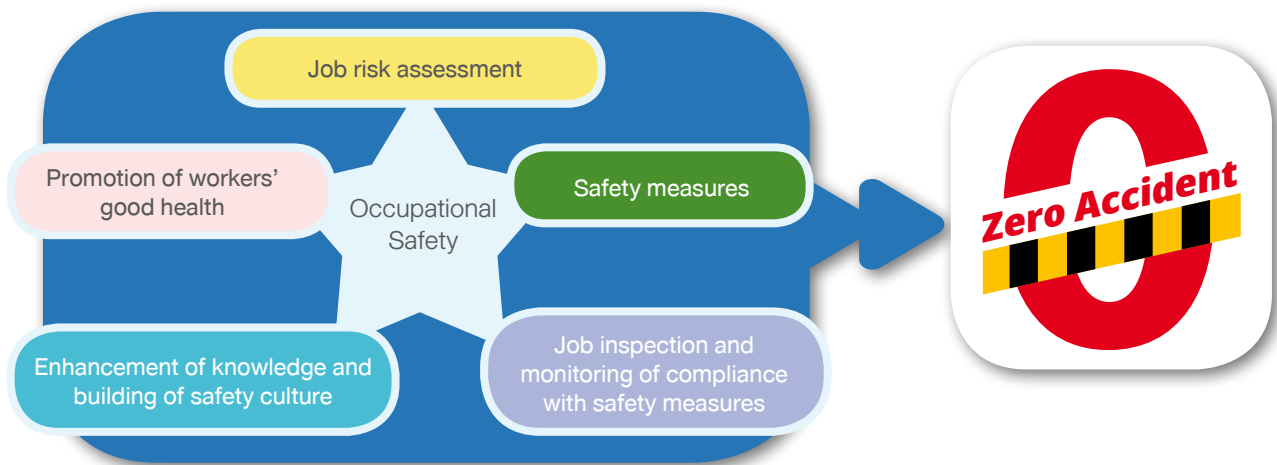 Job risk assessment
Promotion of workers’
good health
Occupational
Safety
Safety measures
Enhancement of knowledge and
building of safety culture
Job inspection and
monitoring of compliance
with safety measures
0
Zero Accident